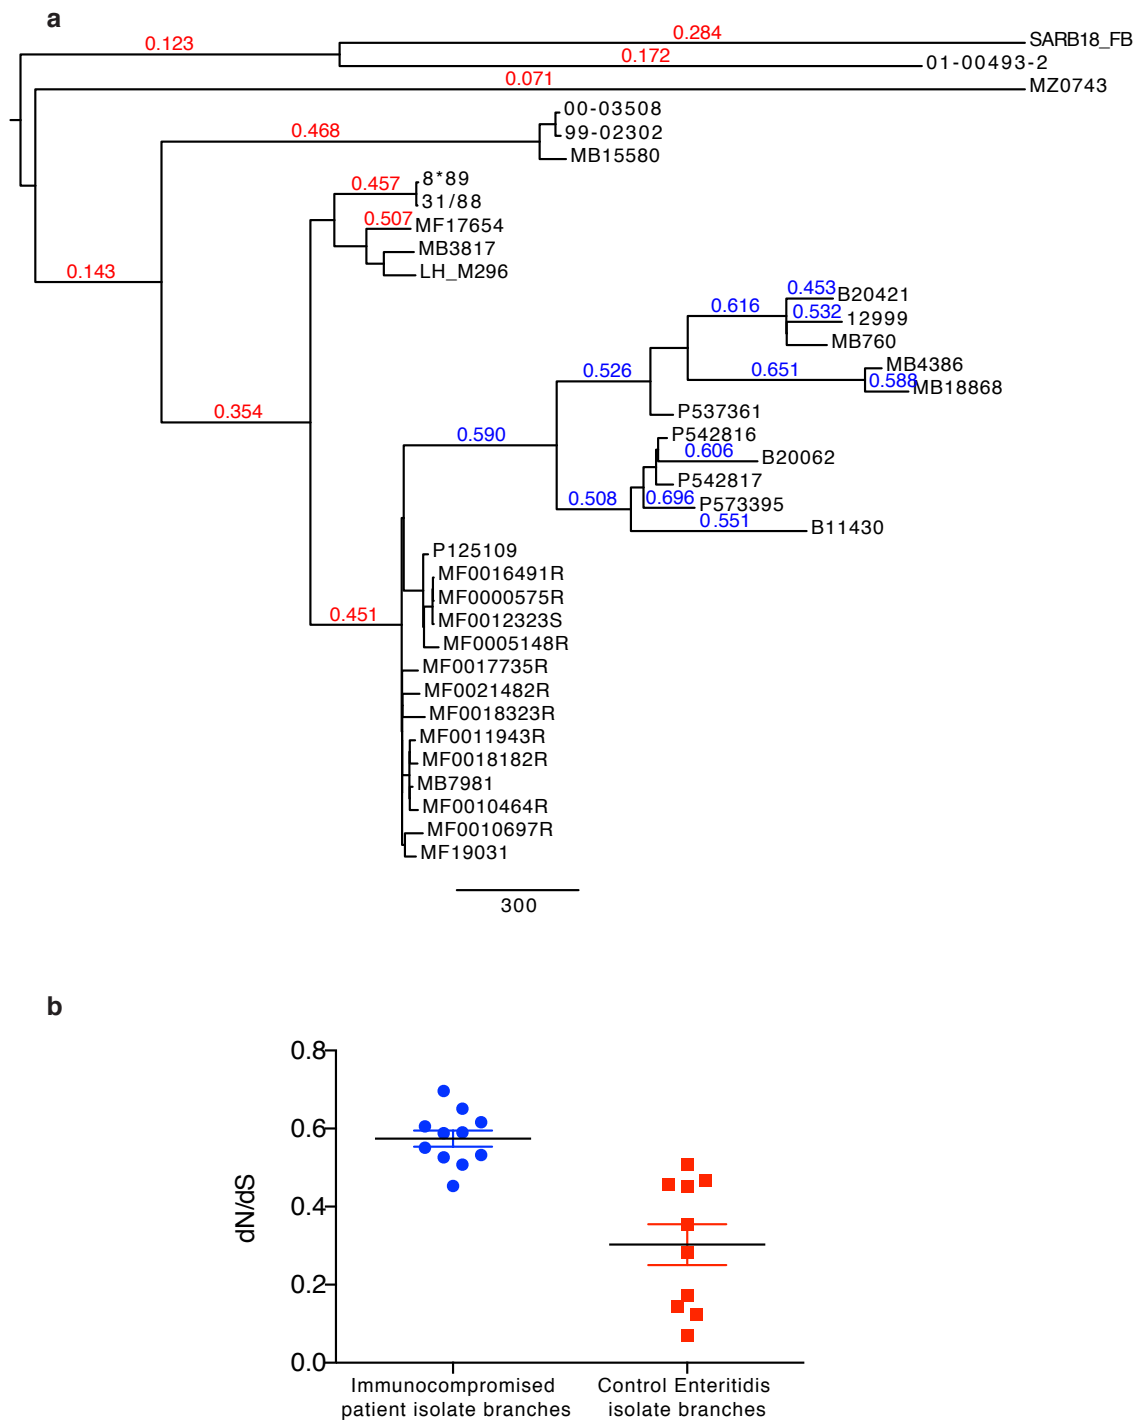 a
0.123
0.284
SARB18_FB
0.172
01-00493-2
0.071
MZ0743
00-03508
0.468
99-02302
MB15580
0.457
8*89
31/88
0.507
MF17654
MB3817
0.143
LH_M296
0.453
B20421
0.616
0.532
12999
MB760
0.526
0.651
MB4386
0.588
MB18868
0.354
P537361
0.590
P542816
0.606
B20062
P542817
0.508
0.696
P573395
0.551
B11430
P125109
MF0016491R
MF0000575R
0.451
MF0012323S
MF0005148R
MF0017735R
MF0021482R
MF0018323R
MF0011943R
MF0018182R
MB7981
MF0010464R
MF0010697R
MF19031
300
b
0.8
0.6
0.4
0.2
0.0
dN/dS
Immunocompromised
patient isolate branches
Control Enteritidis
isolate branches